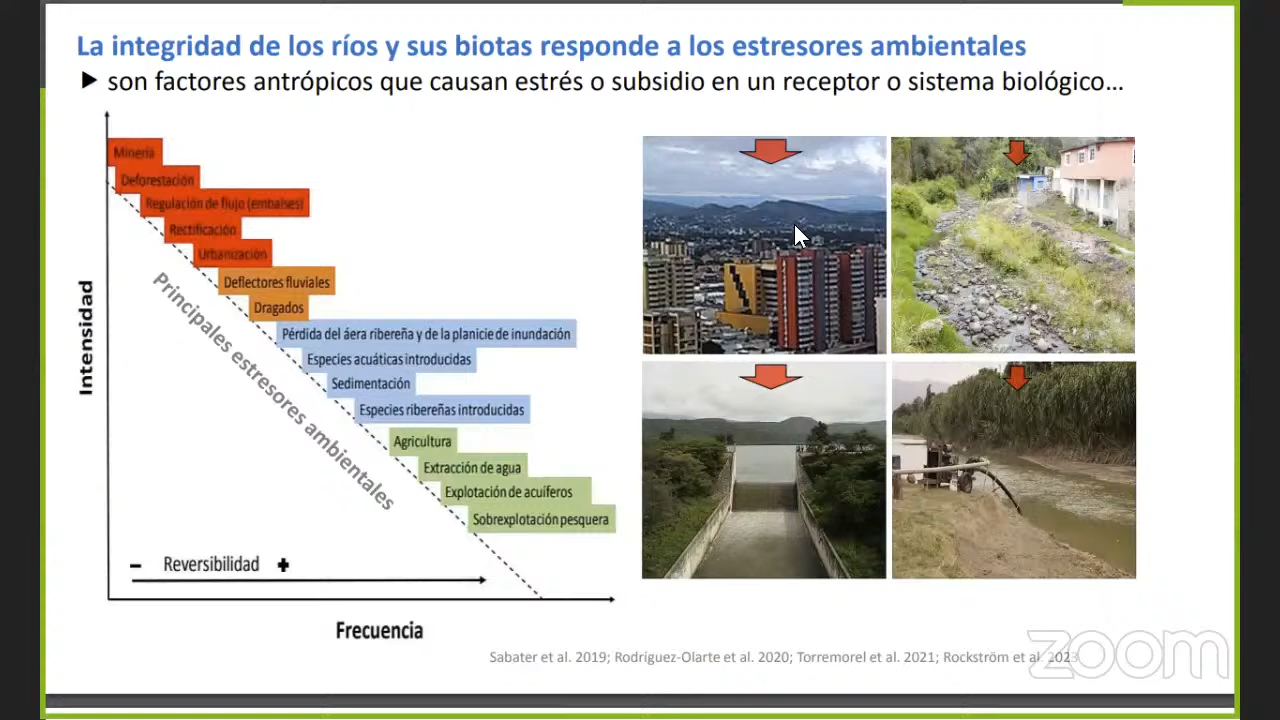 La integridad de los ríos y sus biotas responde a los estresores ambientales
son factores antrópicos que causan estrés o subsidio en un receptor o sistema biológico...
Intensidad
Minería
Deforestación
Regulación de flujo (embalses)
Rectificación
Urbanización
Deflectores fluviales
Dragados
Pérdida del áera ribereña y de la planicie de inundación
Especies acuáticas introducidas
Sedimentación
Especies ribereñas introducidas
Agricultura
Extracción de agua
Explotación de acuíferos
Sobrexplotación pesquera
Principales estresores ambientales
- Reversibilidad +
Frecuencia
Sabater et al. 2019; Rodríguez-Olarte et al. 2020; Torremorel et al. 2021; Rockström et al. 2023
zoom